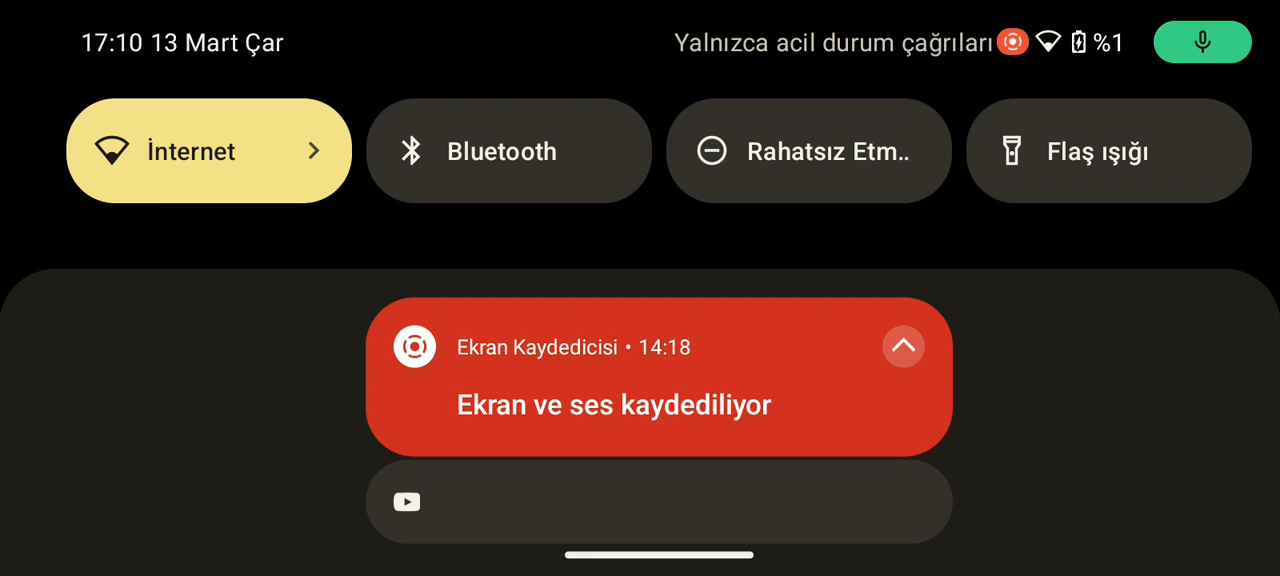 17:10 13 Mart Çar
Yalnızca acil durum çağrıları %1
İnternet
Bluetooth
Rahatsız Etm..
Flaş ışığı
Ekran Kaydedicisi • 14:18
Ekran ve ses kaydediliyor